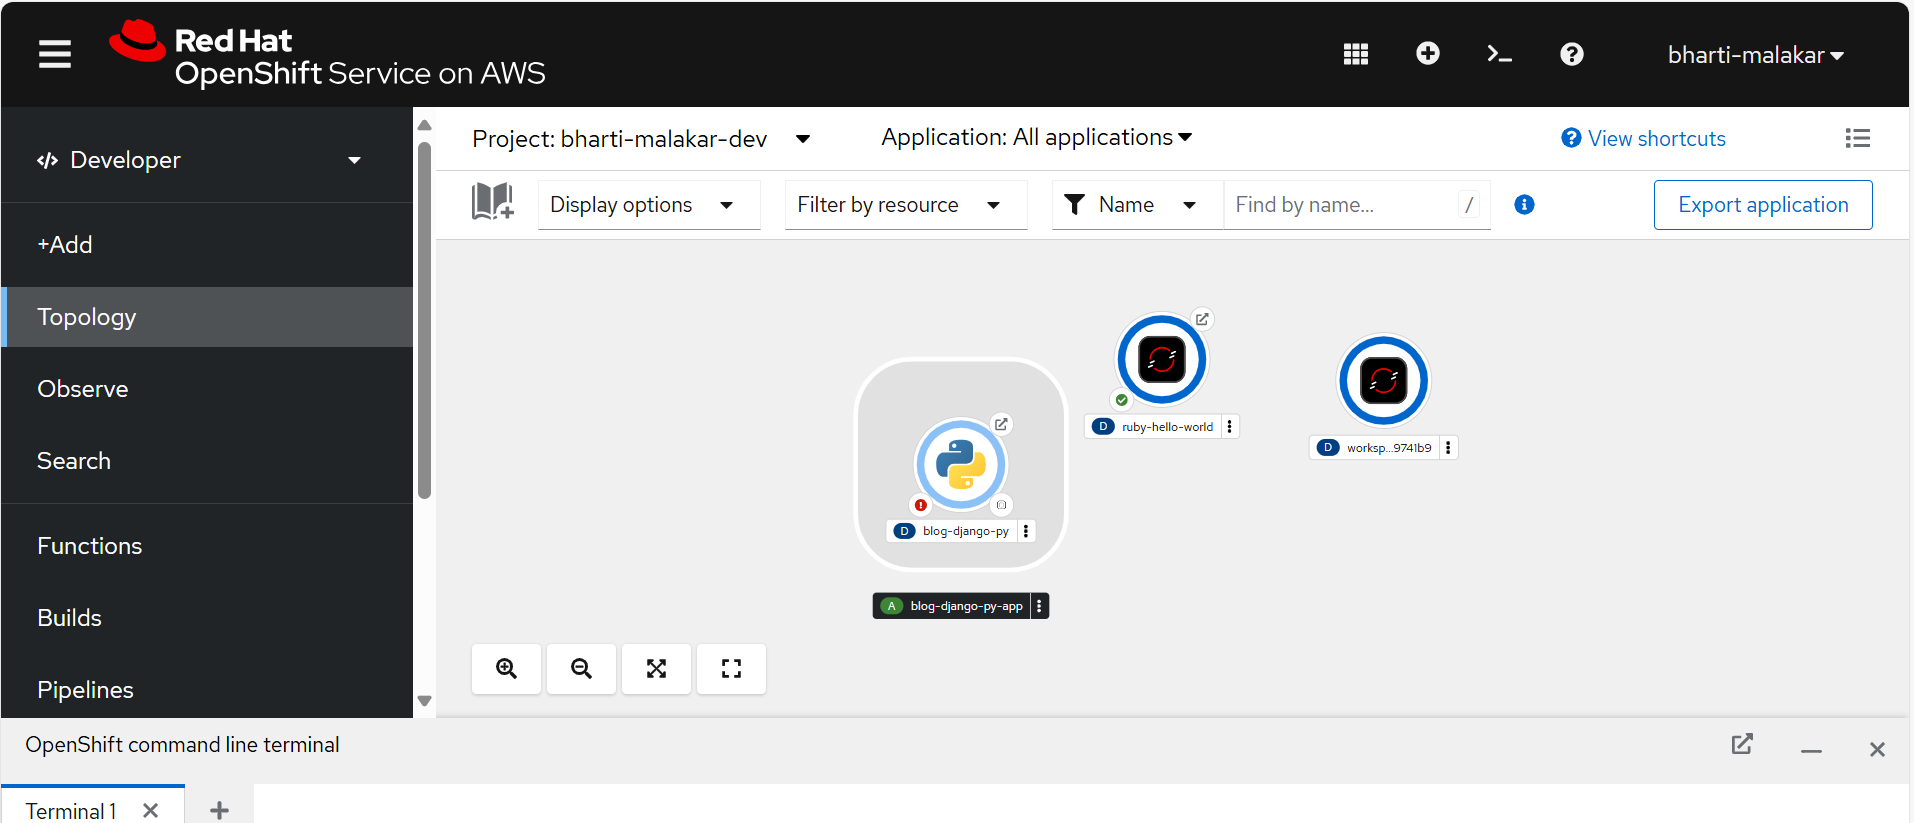 Red Hat
OpenShift Service on AWS
bharti-malakar
Developer
+Add
Topology
Observe
Search
Functions
Builds
Pipelines
Project: bharti-malakar-dev
Application: All applications
View shortcuts
Display options
Filter by resource
Name
Find by name...
/
Export application
D ruby-hello-world
D worksp...9741b9
D blog-django-py
A blog-django-py-app
OpenShift command line terminal
Terminal 1